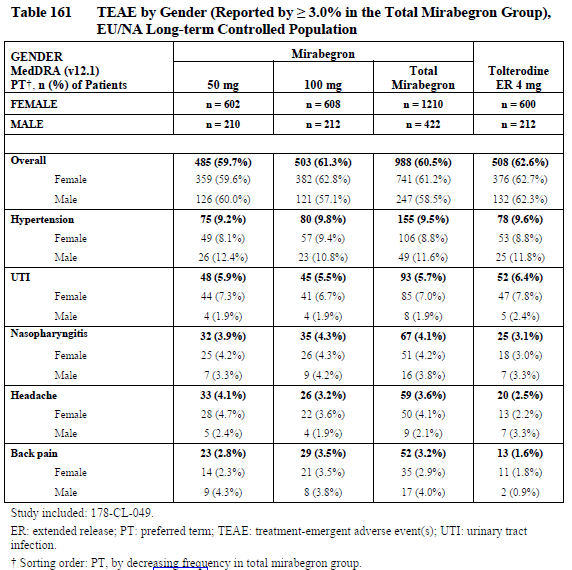 Table 161 TEAE by Gender (Reported by ≥ 3.0% in the Total Mirabegron Group),
EU/NA Long-term Controlled Population
GENDER Mirabegron
MedDRA (v12.1) Total Tolterodine
PT†. n (%) of Patients 50 mg 100 mg Mirabegron ER 4 mg
FEMALE n = 602 n = 608 n = 1210 n = 600
MALE n = 210 n = 212 n = 422 n = 212
Overall 485 (59.7%) 503 (61.3%) 988 (60.5%) 508 (62.6%)
Female 359 (59.6%) 382 (62.8%) 741 (61.2%) 376 (62.7%)
Male 126 (60.0%) 121 (57.1%) 247 (58.5%) 132 (62.3%)
Hypertension 75 (9.2%) 80 (9.8%) 155 (9.5%) 78 (9.6%)
Female 49 (8.1%) 57 (9.4%) 106 (8.8%) 53 (8.8%)
Male 26 (12.4%) 23 (10.8%) 49 (11.6%) 25 (11.8%)
UTI 48 (5.9%) 45 (5.5%) 93 (5.7%) 52 (6.4%)
Female 44 (7.3%) 41 (6.7%) 85 (7.0%) 47 (7.8%)
Male 4 (1.9%) 4 (1.9%) 8 (1.9%) 5 (2.4%)
Nasopharyngitis 32 (3.9%) 35 (4.3%) 67 (4.1%) 25 (3.1%)
Female 25 (4.2%) 26 (4.3%) 51 (4.2%) 18 (3.0%)
Male 7 (3.3%) 9 (4.2%) 16 (3.8%) 7 (3.3%)
Headache 33 (4.1%) 26 (3.2%) 59 (3.6%) 20 (2.5%)
Female 28 (4.7%) 22 (3.6%) 50 (4.1%) 13 (2.2%)
Male 5 (2.4%) 4 (1.9%) 9 (2.1%) 7 (3.3%)
Back pain 23 (2.8%) 29 (3.5%) 52 (3.2%) 13 (1.6%)
Female 14 (2.3%) 21 (3.5%) 35 (2.9%) 11 (1.8%)
Male 9 (4.3%) 8 (3.8%) 17 (4.0%) 2 (0.9%)
Study included: 178-CL-049.
ER: extended release; PT: preferred term; TEAE: treatment-emergent adverse event(s); UTI: urinary tract
infection.
† Sorting order: PT, by decreasing frequency in total mirabegron group.